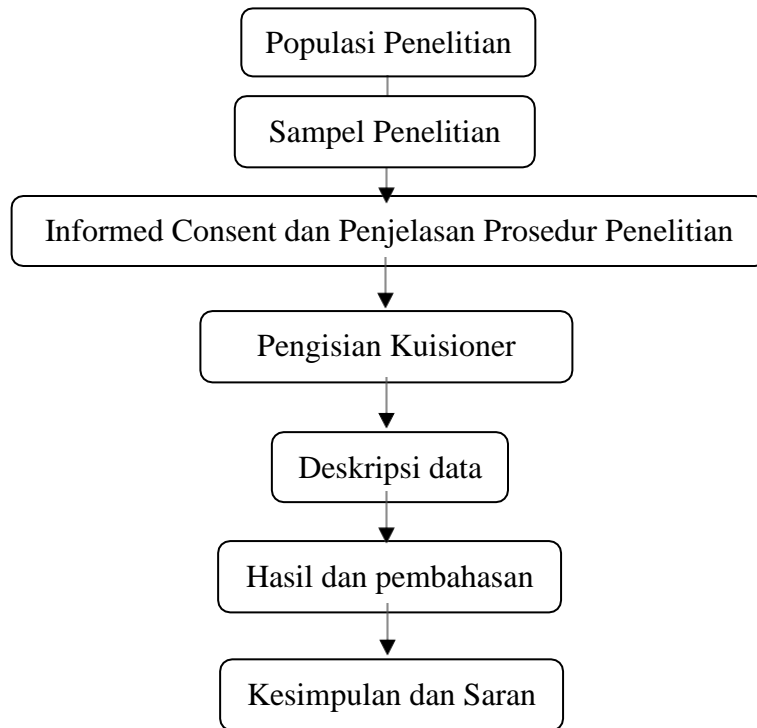 Populasi Penelitian
Sampel Penelitian
Informed Consent dan Penjelasan Prosedur Penelitian
Pengisian Kuisioner
Deskripsi data
Hasil dan pembahasan
Kesimpulan dan Saran